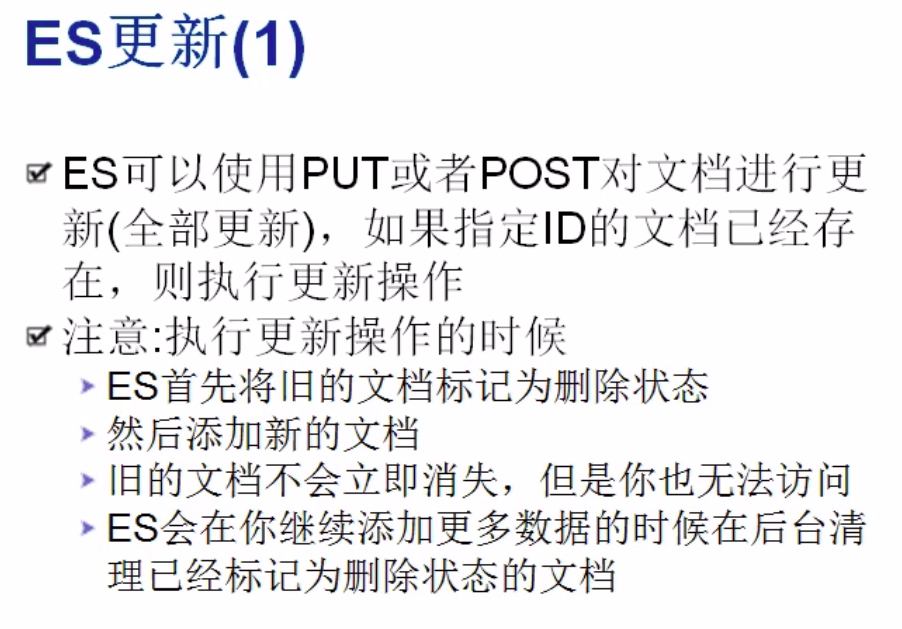 ES更新(1)
ES可以使用PUT或者POST对文档进行更
新(全部更新)，如果指定ID的文档已经存
在，则执行更新操作
注意:执行更新操作的时候
ES首先将旧的文档标记为删除状态
然后添加新的文档
旧的文档不会立即消失，但是你也无法访问
ES会在你继续添加更多数据的时候在后台清
理已经标记为删除状态的文档